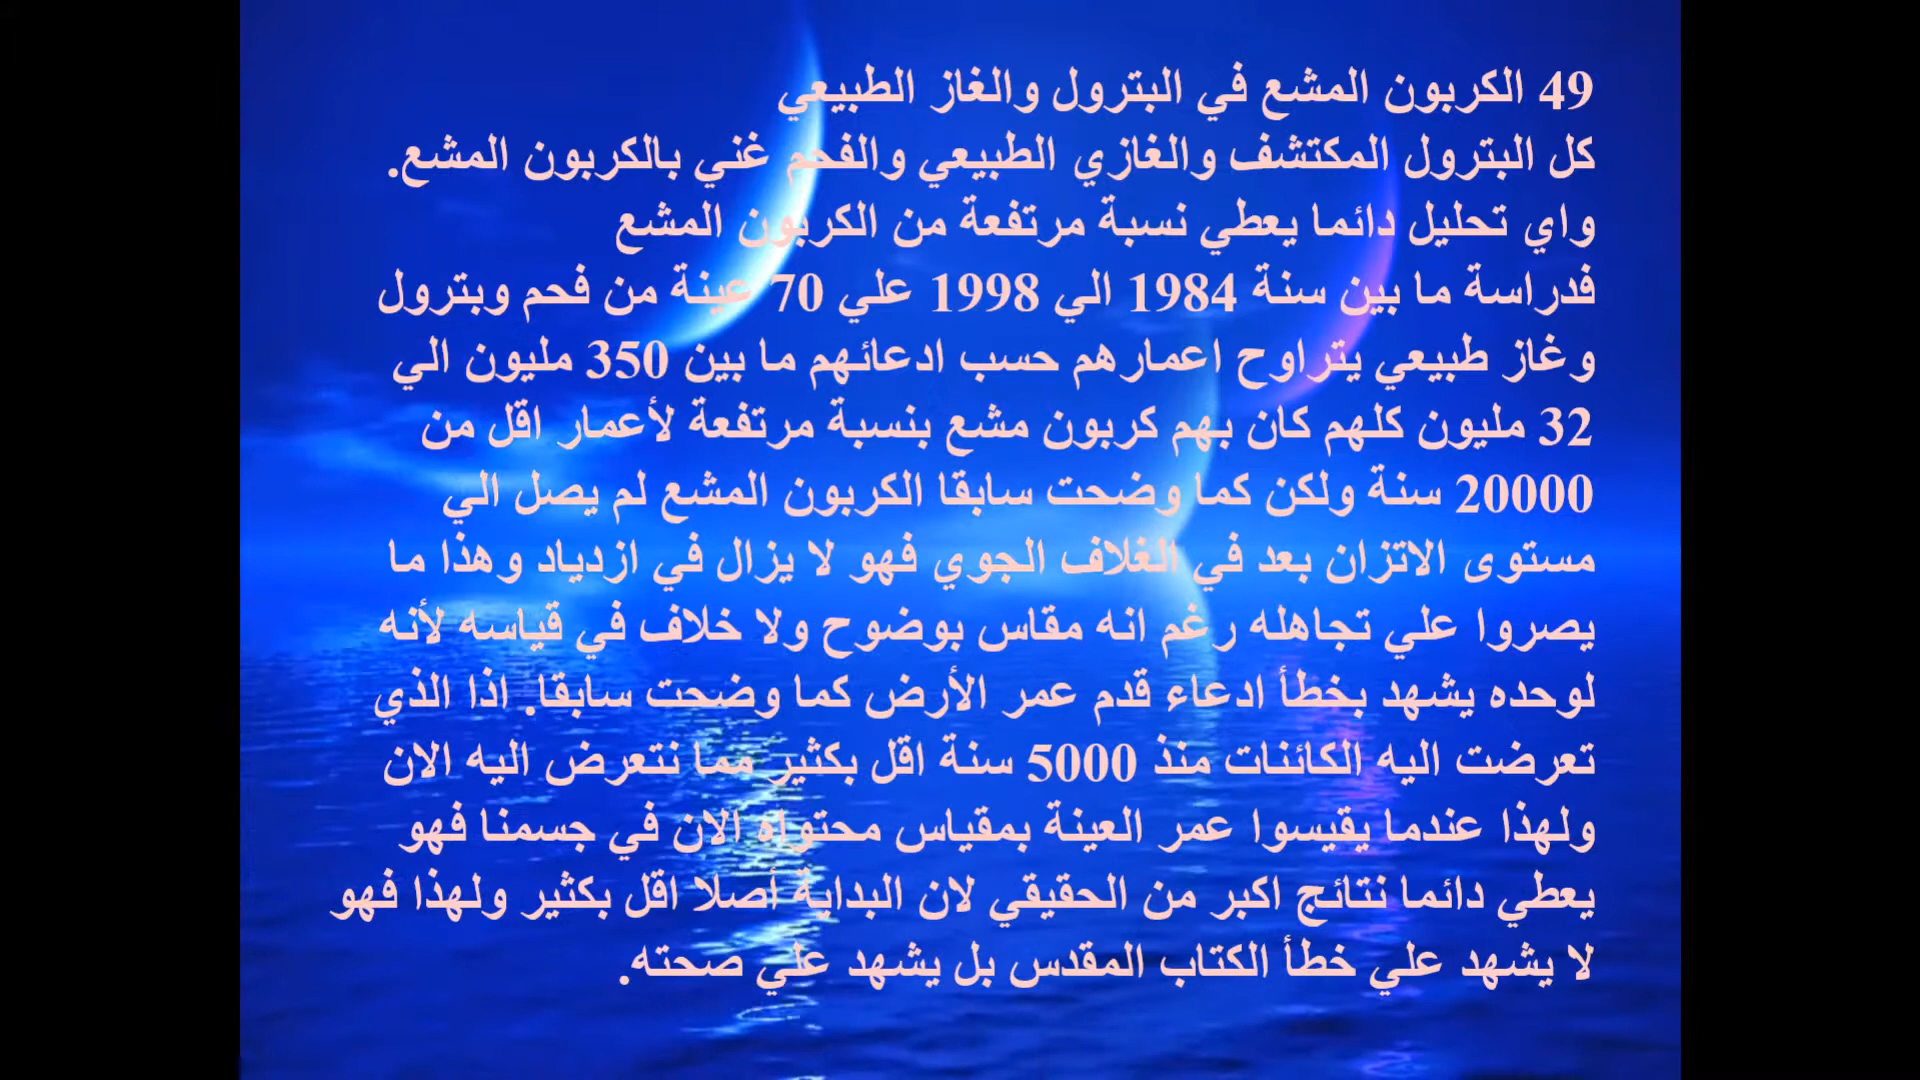 49 الكربون المشع في البترول والغاز الطبيعي
كل البترول المكتشف والغازي الطبيعي والفحم غني بالكربون المشع.
واي تحليل دائما يعطي نسبة مرتفعة من الكربون المشع
فدراسة ما بين سنة 1984 الي 1998 علي 70 عينة من فحم وبترول
وغاز طبيعي يتراوح اعمارهم حسب ادعائهم ما بين 350 مليون الي
32 مليون كلهم كان بهم كربون مشع بنسبة مرتفعة لأعمار اقل من
20000 سنة ولكن كما وضحت سابقا الكربون المشع لم يصل الي
مستوى الاتزان بعد في الغلاف الجوي فهو لا يزال في ازدياد وهذا ما
يصروا علي تجاهله رغم انه مقاس بوضوح ولا خلاف في قياسه لأنه
لوحده يشهد بخطأ ادعاء قدم عمر الأرض كما وضحت سابقا. اذا الذي
تعرضت اليه الكائنات منذ 5000 سنة اقل بكثير مما نتعرض اليه الان
ولهذا عندما يقيسوا عمر العينة بمقياس محتواه الان في جسمنا فهو
يعطي دائما نتائج اكبر من الحقيقي لان البداية أصلا اقل بكثير ولهذا فهو
لا يشهد علي خطأ الكتاب المقدس بل يشهد علي صحته.